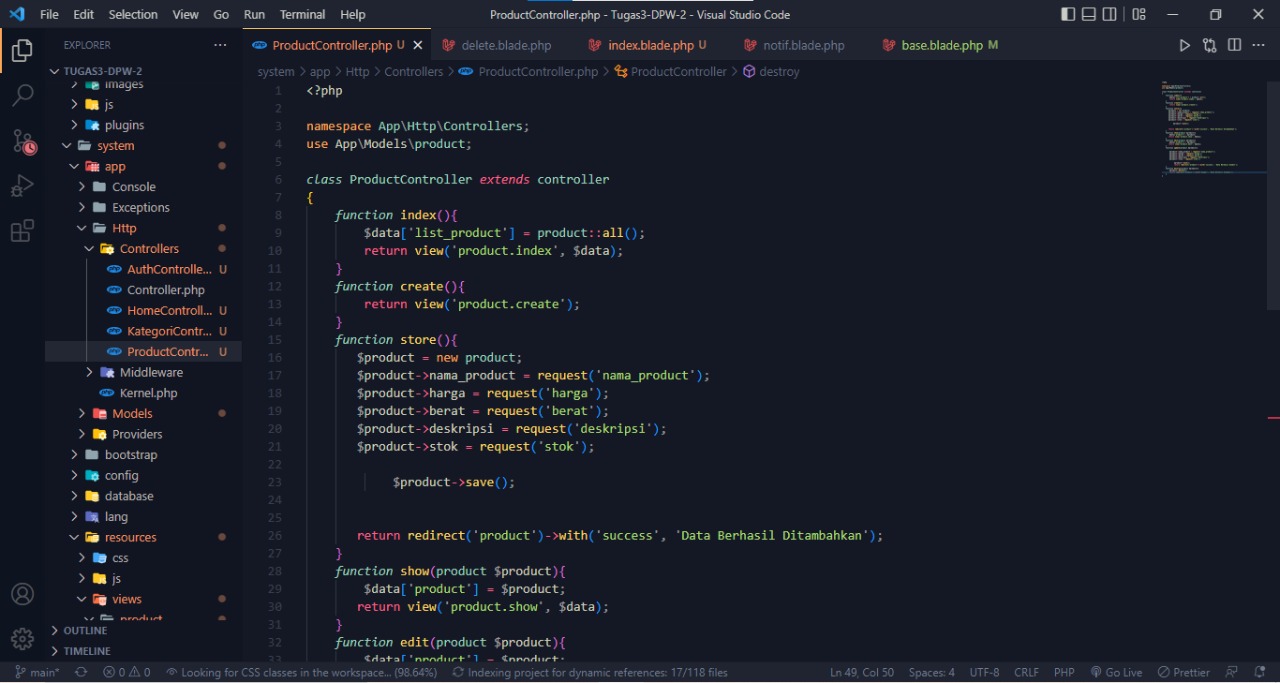 File Edit Selection View Go Run Terminal Help
ProductController.php - Tugas3-DPW-2 - Visual Studio Code
EXPLORER
TUGAS3-DPW-2
images
js
plugins
system
app
Console
Exceptions
Http
Controllers
AuthControlle... U
Controller.php
HomeControll... U
KategoriContr... U
ProductContr... U
Middleware
Kernel.php
Models
Providers
bootstrap
config
database
lang
resources
css
js
views
product
OUTLINE
TIMELINE
ProductController.php U
delete.blade.php
index.blade.php U
notif.blade.php
base.blade.php M
system > app > Http > Controllers > ProductController.php > ProductController > destroy
1 <?php
2
3 namespace App\Http\Controllers;
4 use App\Models\product;
5
6 class ProductController extends controller
7 {
8 function index(){
9 $data['list_product'] = product::all();
10 return view('product.index', $data);
11 }
12 function create(){
13 return view('product.create');
14 }
15 function store(){
16 $product = new product;
17 $product->nama_product = request('nama_product');
18 $product->harga = request('harga');
19 $product->berat = request('berat');
20 $product->deskripsi = request('deskripsi');
21 $product->stok = request('stok');
22
23 $product->save();
24
25
26 return redirect('product')->with('success', 'Data Berhasil Ditambahkan');
27 }
28 function show(product $product){
29 $data['product'] = $product;
30 return view('product.show', $data);
31 }
32 function edit(product $product){
33 $data['product'] = $product;
main* 0 0 Looking for CSS classes in the workspace... (98.64%) Indexing project for dynamic references: 17/118 files Ln 49, Col 50 Spaces: 4 UTF-8 CRLF PHP Go Live Prettier